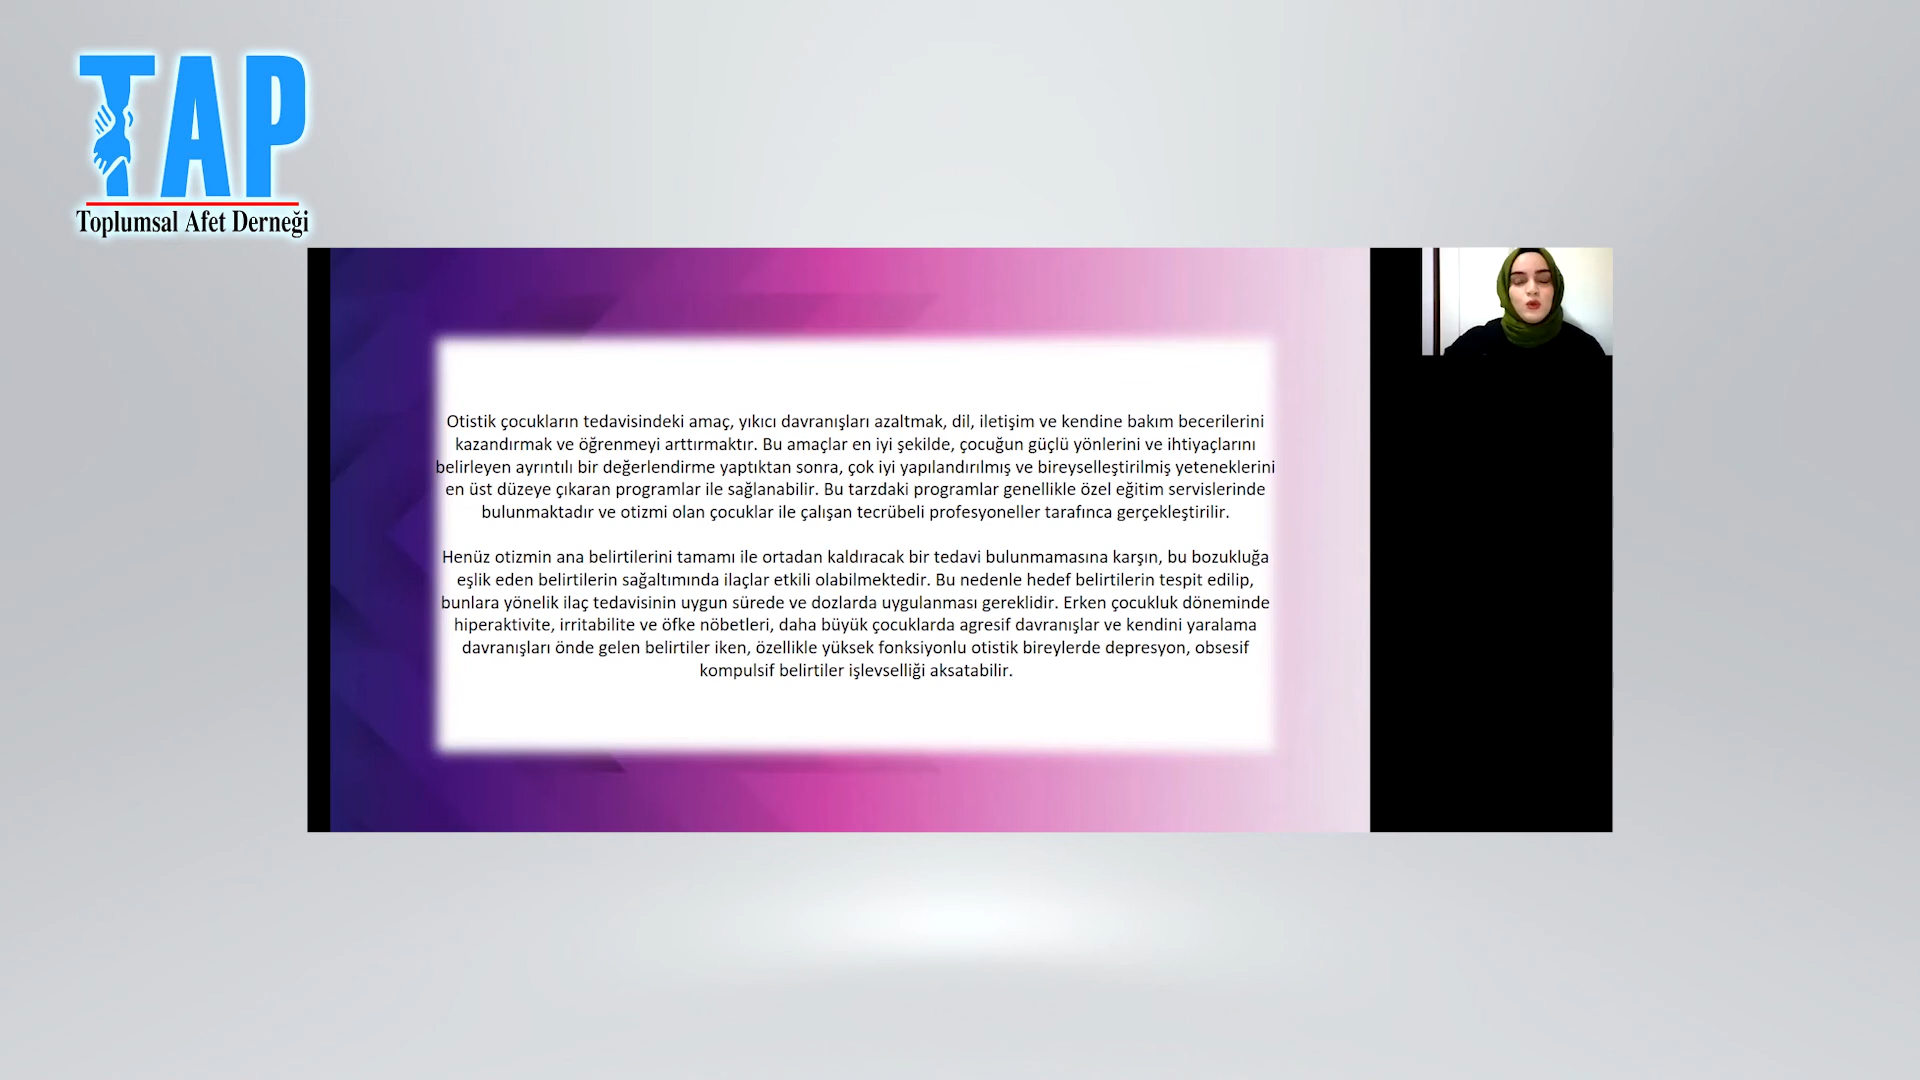 TAP
Toplumsal Afet Derneği
Otistik çocukların tedavisindeki amaç, yıkıcı davranışları azaltmak, dil, iletişim ve kendine bakım becerilerini
kazandırmak ve öğrenmeyi arttırmaktır. Bu amaçlar en iyi şekilde, çocuğun güçlü yönlerini ve ihtiyaçlarını
belirleyen ayrıntılı bir değerlendirme yaptıktan sonra, çok iyi yapılandırılmış ve bireyselleştirilmiş yeteneklerini
en üst düzeye çıkaran programlar ile sağlanabilir. Bu tarzdaki programlar genellikle özel eğitim servislerinde
bulunmaktadır ve otizmi olan çocuklar ile çalışan tecrübeli profesyoneller tarafınca gerçekleştirilir.
Henüz otizmin ana belirtilerini tamamı ile ortadan kaldıracak bir tedavi bulunmamasına karşın, bu bozukluğa
eşlik eden belirtilerin sağaltımında ilaçlar etkili olabilmektedir. Bu nedenle hedef belirtilerin tespit edilip,
bunlara yönelik ilaç tedavisinin uygun sürede ve dozlarda uygulanması gereklidir. Erken çocukluk döneminde
hiperaktivite, irritabilite ve öfke nöbetleri, daha büyük çocuklarda agresif davranışlar ve kendini yaralama
davranışları önde gelen belirtiler iken, özellikle yüksek fonksiyonlu otistik bireylerde depresyon, obsesif
kompulsif belirtiler işlevselliği aksatabilir.